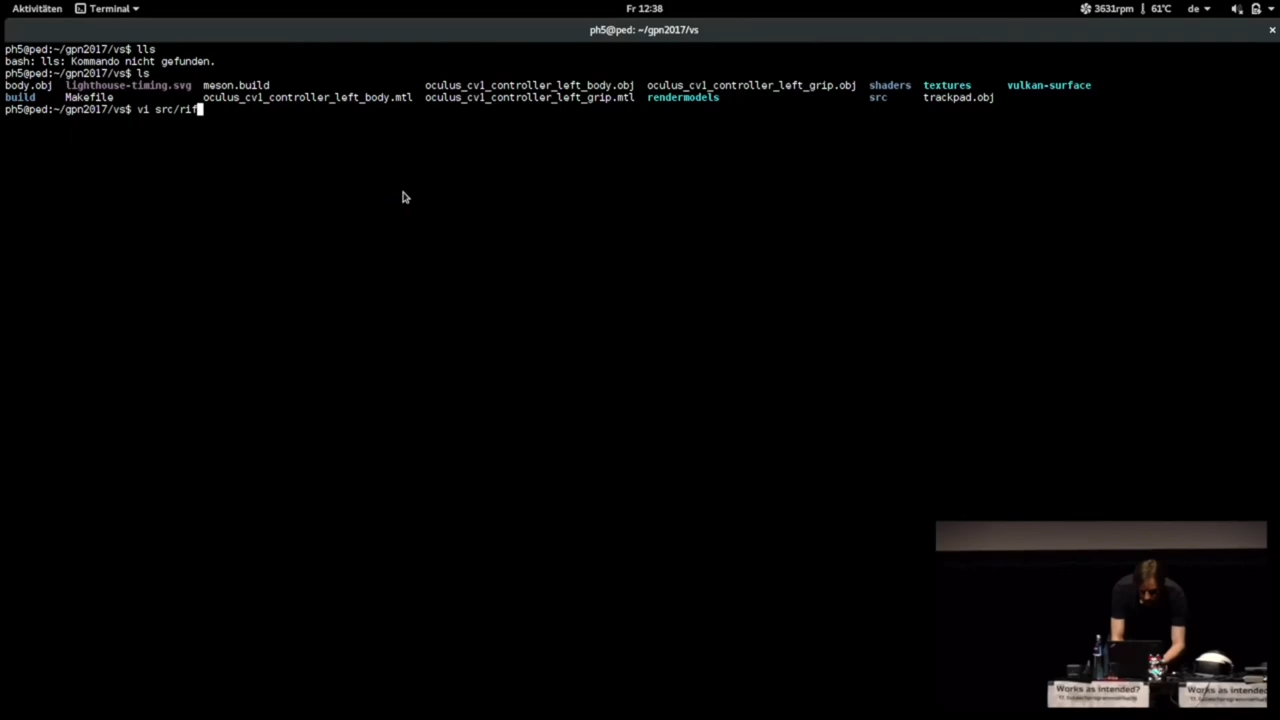 Aktivitäten Terminal Fr 12:38 3631rpm 61°C de
ph5@ped: ~/gpn2017/vs
ph5@ped:~/gpn2017/vs$ lls
bash: lls: Kommando nicht gefunden.
ph5@ped:~/gpn2017/vs$ ls
body.obj lighthouse-timing.svg meson.build oculus_cv1_controller_left_body.obj oculus_cv1_controller_left_grip.obj shaders textures vulkan-surface
build Makefile oculus_cv1_controller_left_body.mtl oculus_cv1_controller_left_grip.mtl rendermodels src trackpad.obj
ph5@ped:~/gpn2017/vs$ vi src/rif
Works as intended?
Works as intended